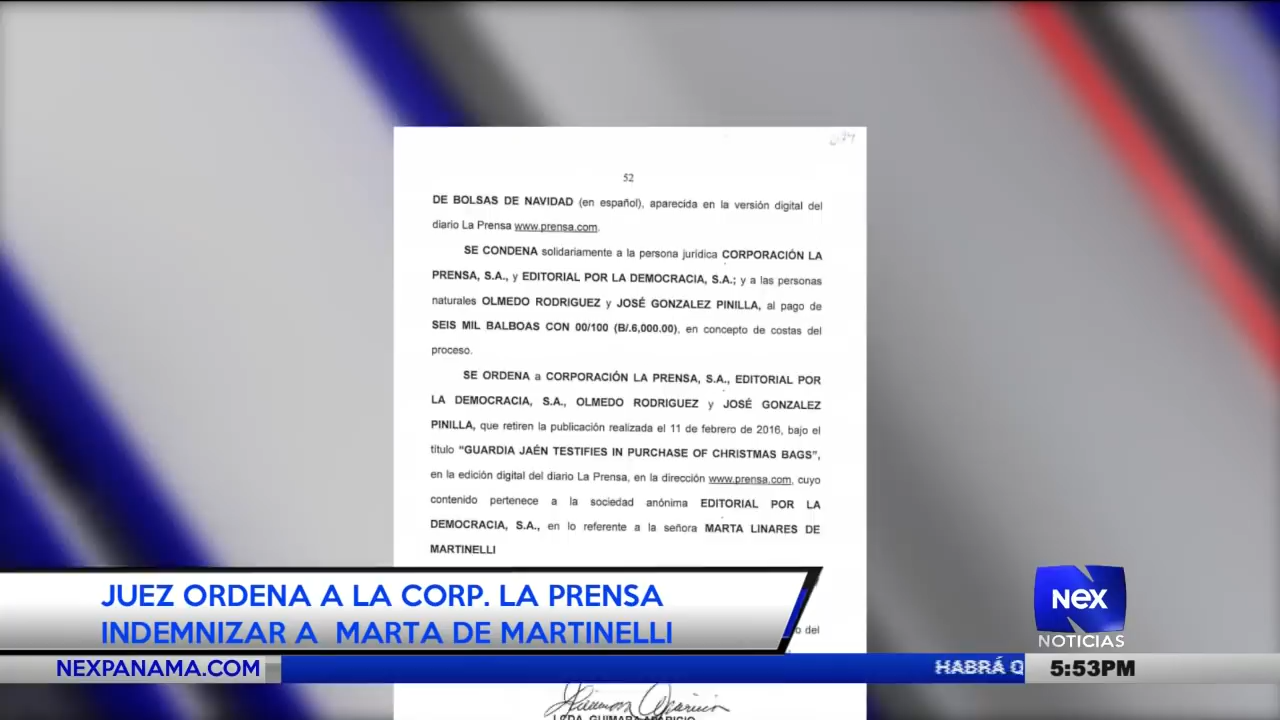 52
DE BOLSAS DE NAVIDAD (en español), aparecida en la versión digital del
diario La Prensa www.prensa.com.
SE CONDENA solidariamente a la persona jurídica CORPORACIÓN LA
PRENSA, S.A., y EDITORIAL POR LA DEMOCRACIA, S.A.; y a las personas
naturales OLMEDO RODRIGUEZ y JOSÉ GONZALEZ PINILLA, al pago de
SEIS MIL BALBOAS CON 00/100 (B/.6,000.00), en concepto de costas del
proceso.
SE ORDENA a CORPORACIÓN LA PRENSA, S.A., EDITORIAL POR
LA DEMOCRACIA, S.A., OLMEDO RODRIGUEZ y JOSÉ GONZALEZ
PINILLA, que retiren la publicación realizada el 11 de febrero de 2016, bajo el
título “GUARDIA JAÉN TESTIFIES IN PURCHASE OF CHRISTMAS BAGS”,
en la edición digital del diario La Prensa, en la dirección www.prensa.com, cuyo
contenido pertenece a la sociedad anónima EDITORIAL POR LA
DEMOCRACIA, S.A., en lo referente a la señora MARTA LINARES DE
MARTINELLI
JUEZ ORDENA A LA CORP. LA PRENSA
INDEMNIZAR A MARTA DE MARTINELLI
del
NEX
NOTICIAS
NEXPANAMA.COM
HABRÁ Q
5:53PM